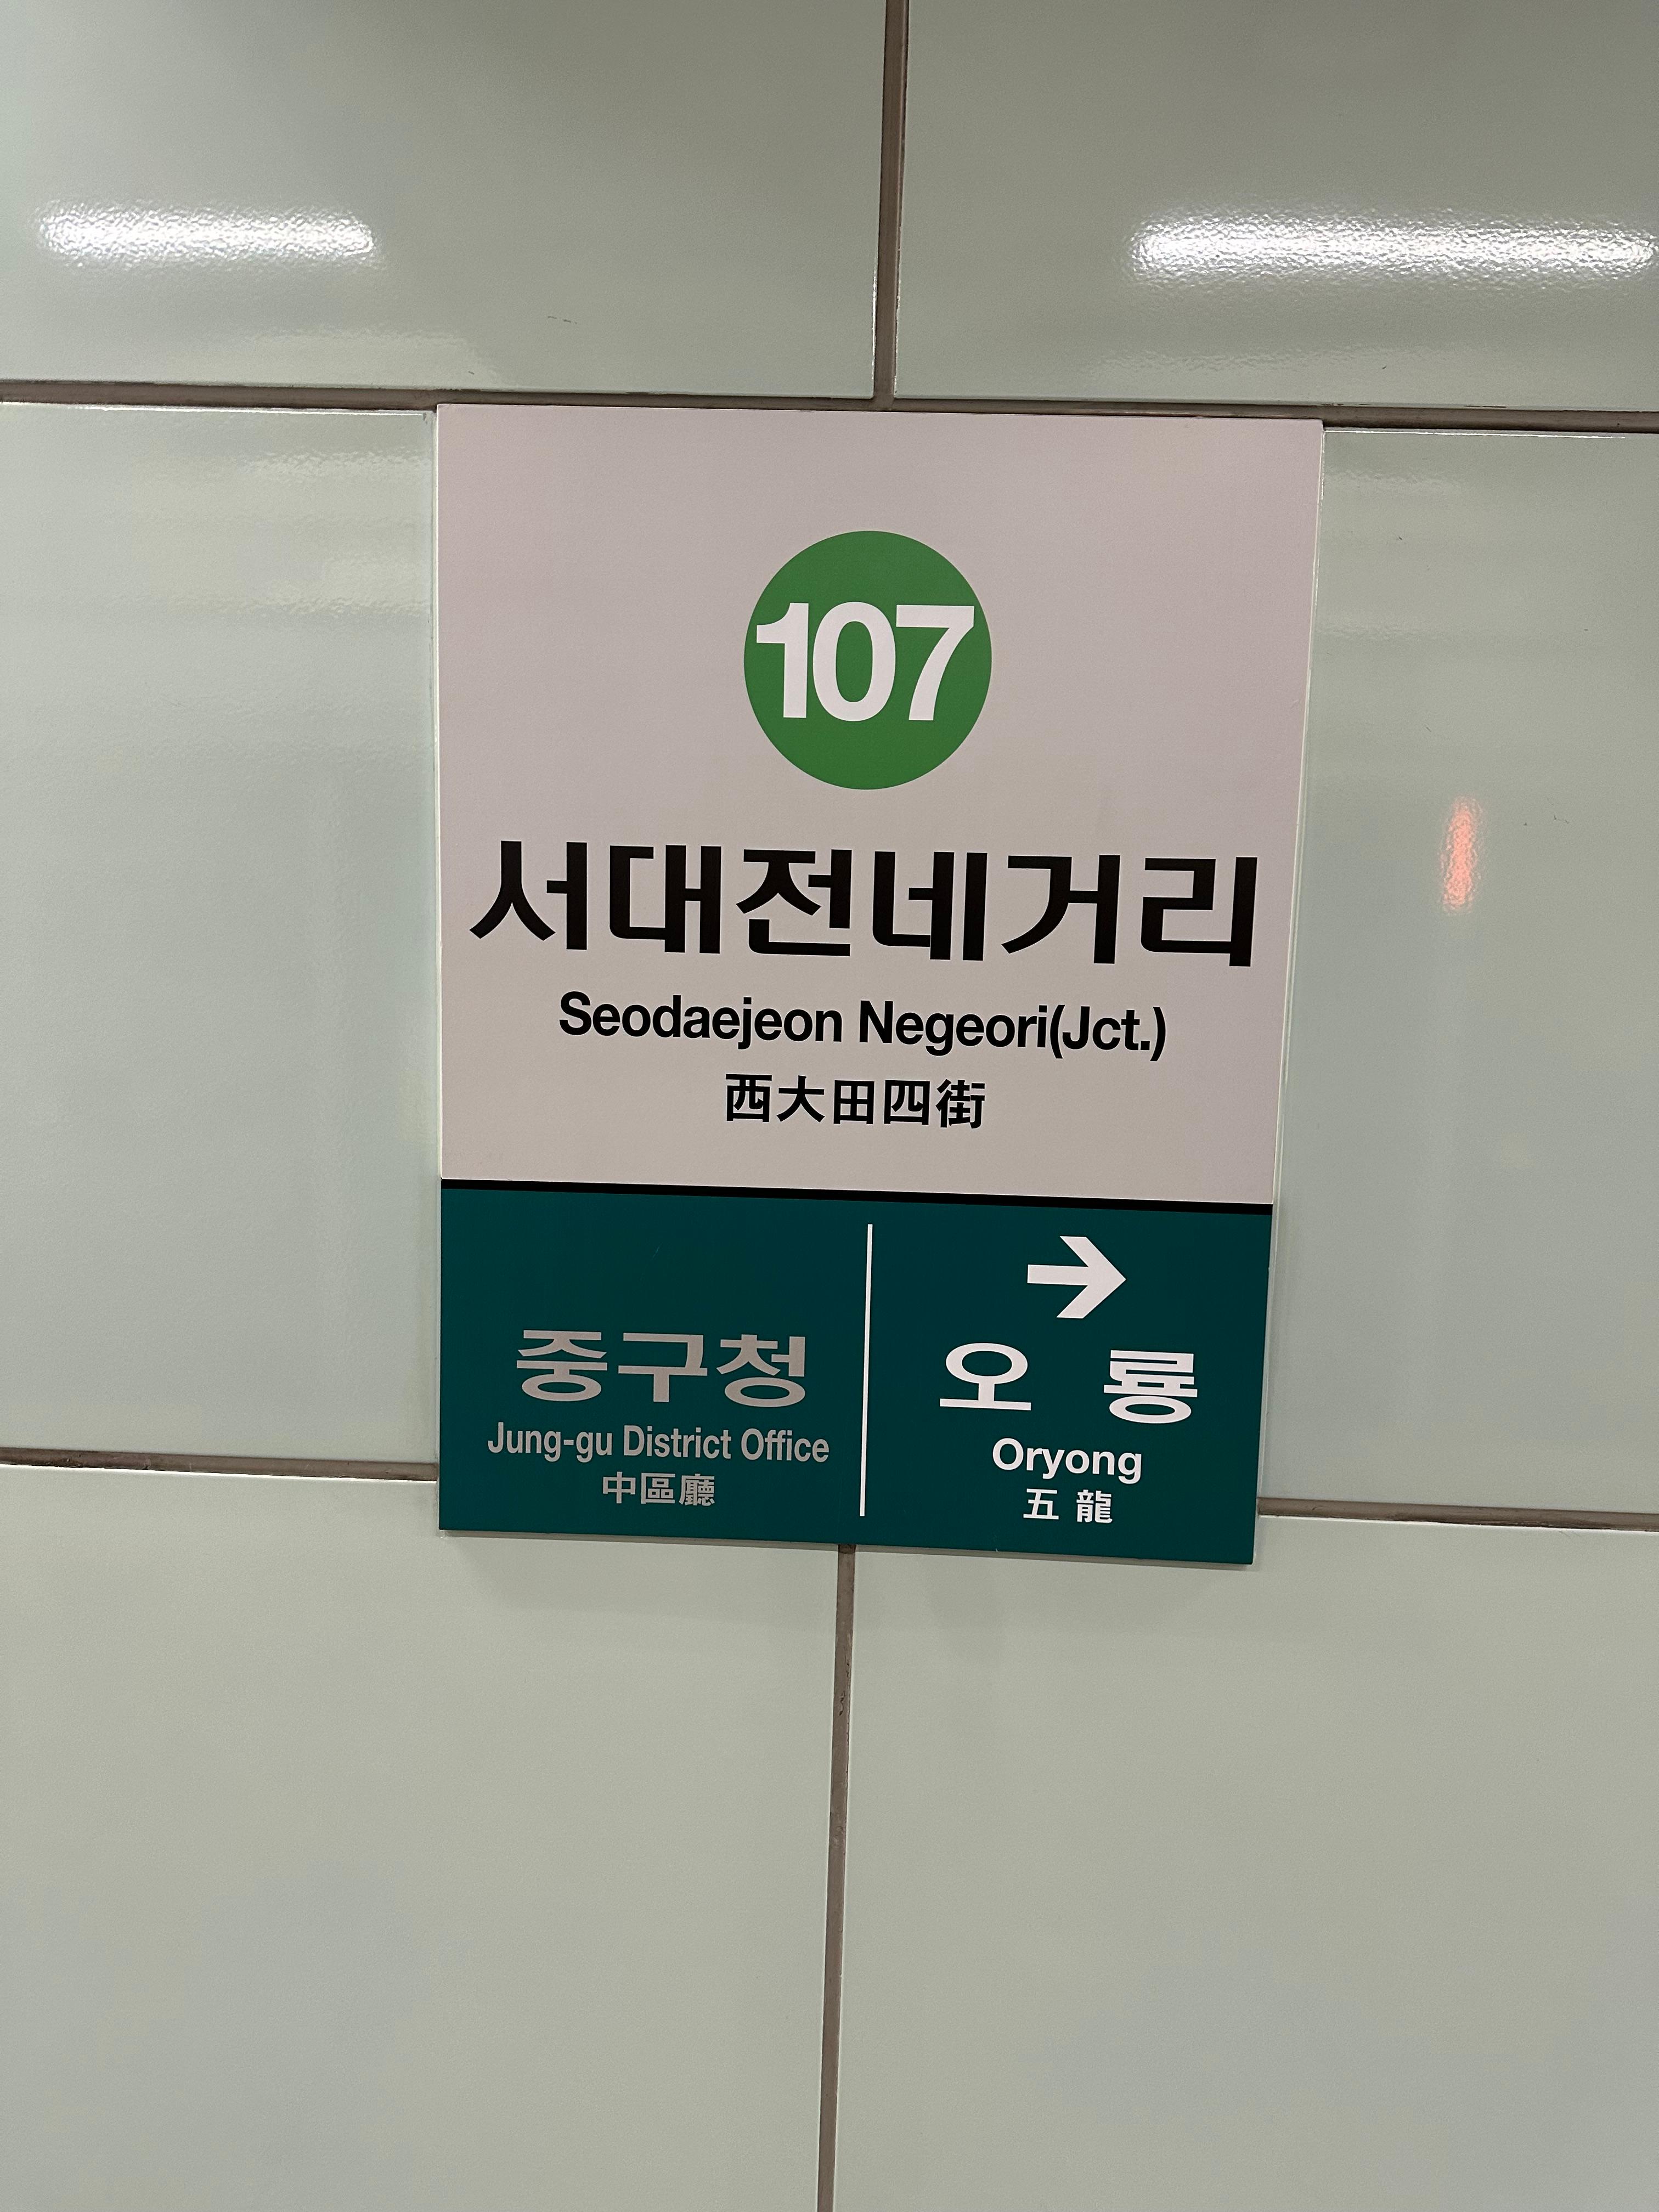 107
서대전네거리
Seodaejeon Negeori(Jct.)
西大田四街
중구청
Jung-gu District Office
中區廳
→
오 룡
Oryong
五 龍